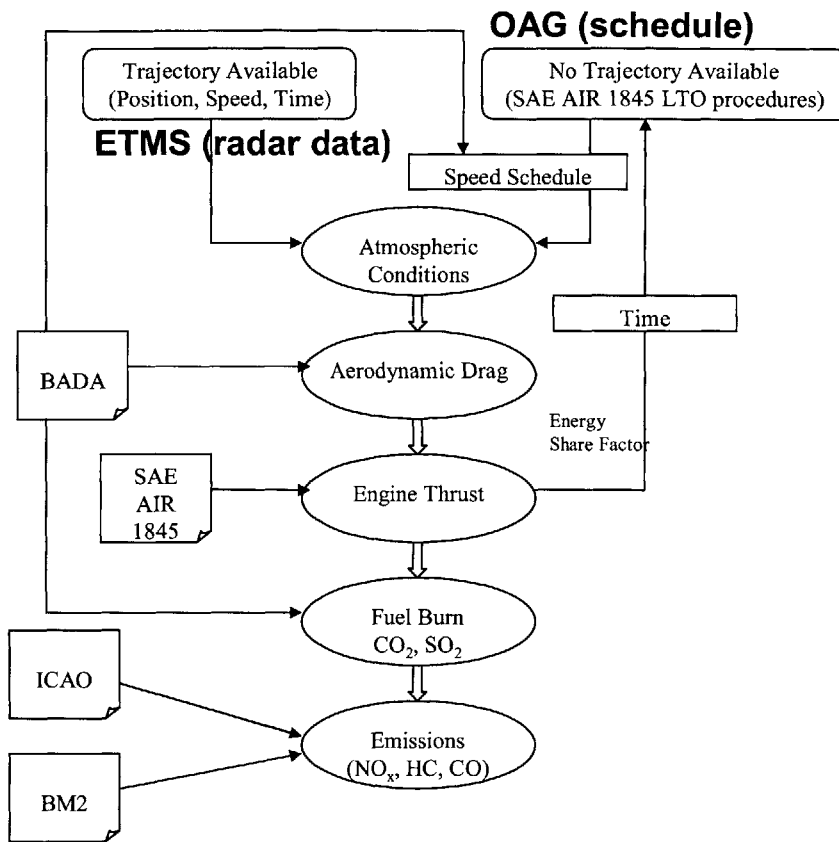 OAG (schedule)
Trajectory Available
(Position, Speed, Time)
No Trajectory Available
(SAE AIR 1845 LTO procedures)
ETMS (radar data)
Speed Schedule
Atmospheric
Conditions
Time
BADA
Aerodynamic Drag
Energy
Share Factor
SAE
AIR
1845
Engine Thrust
Fuel Burn
CO₂, SO₂
ICAO
Emissions
(NOₓ, HC, CO)
BM2